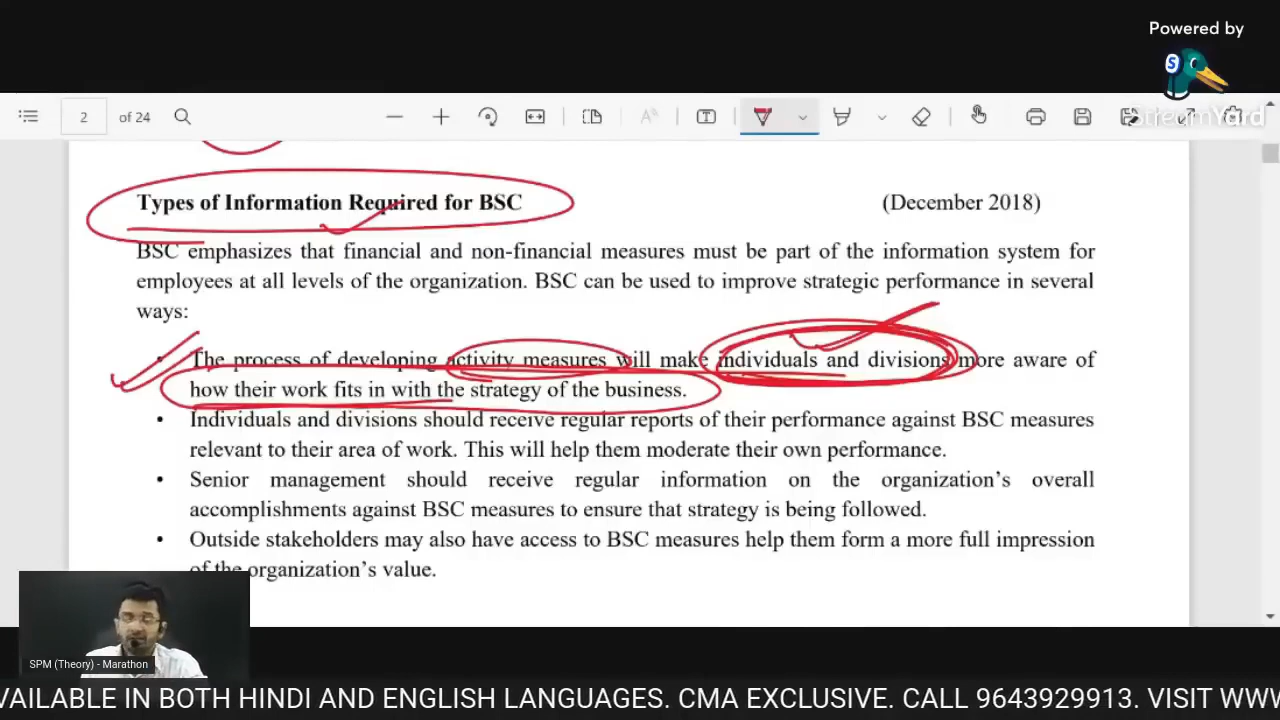 Powered by
S
2
of 24
StreamYard
Types of Information Required for BSC
(December 2018)
BSC emphasizes that financial and non-financial measures must be part of the information system for
employees at all levels of the organization. BSC can be used to improve strategic performance in several
ways:
• The process of developing activity measures will make individuals and divisions more aware of
how their work fits in with the strategy of the business.
• Individuals and divisions should receive regular reports of their performance against BSC measures
relevant to their area of work. This will help them moderate their own performance.
• Senior management should receive regular information on the organization's overall
accomplishments against BSC measures to ensure that strategy is being followed.
• Outside stakeholders may also have access to BSC measures help them form a more full impression
of the organization's value.
SPM (Theory) - Marathon
VAILABLE IN BOTH HINDI AND ENGLISH LANGUAGES. CMA EXCLUSIVE. CALL 9643929913. VISIT WWW